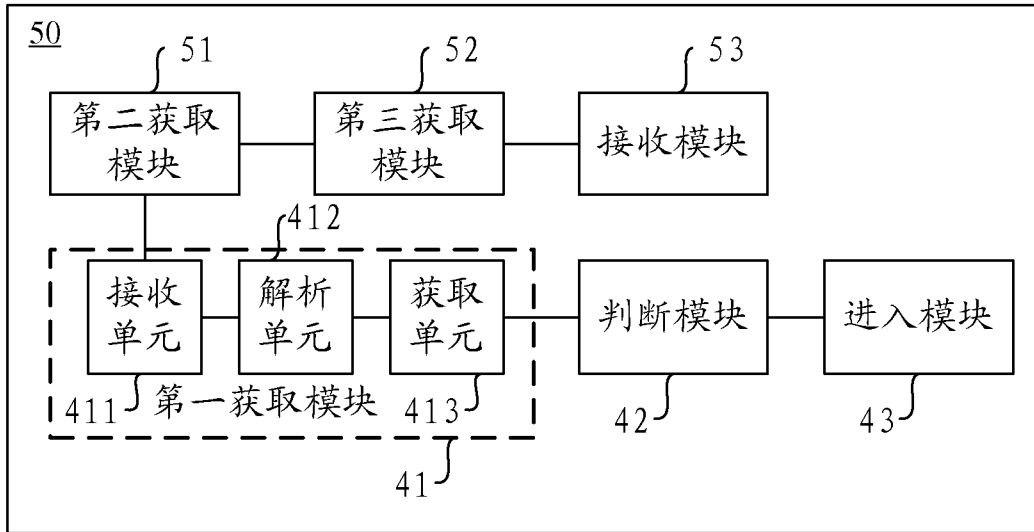 50
51
52
53
第二获取
模块
第三获取
模块
接收模块
412
接收
单元
解析
单元
获取
单元
判断模块
进入模块
411
第一获取模块
413
42
43
41